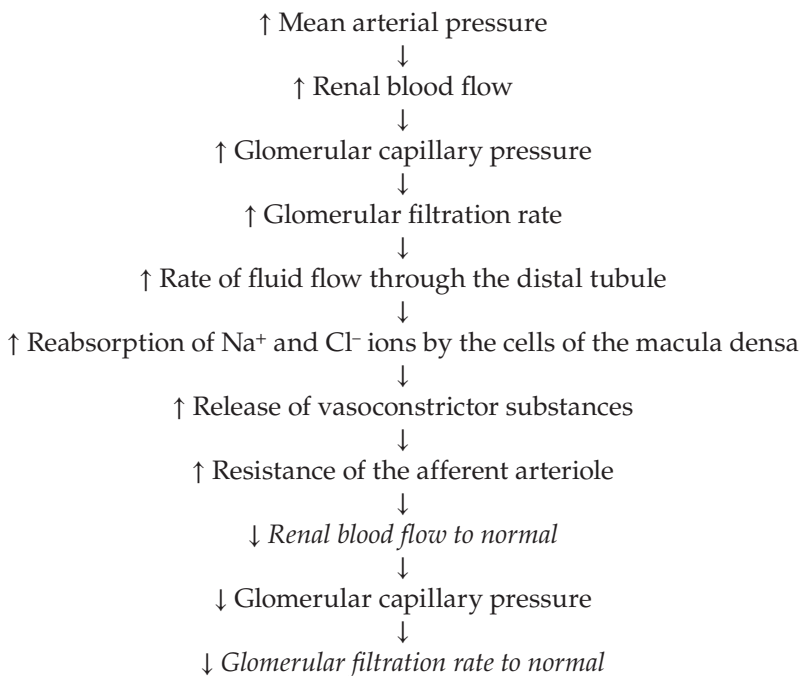 ↑ Mean arterial pressure
↓
↑ Renal blood flow
↓
↑ Glomerular capillary pressure
↓
↑ Glomerular filtration rate
↓
↑ Rate of fluid flow through the distal tubule
↓
↑ Reabsorption of Na⁺ and Cl⁻ ions by the cells of the macula densa
↓
↑ Release of vasoconstrictor substances
↓
↑ Resistance of the afferent arteriole
↓
↓ Renal blood flow to normal
↓
↓ Glomerular capillary pressure
↓
↓ Glomerular filtration rate to normal